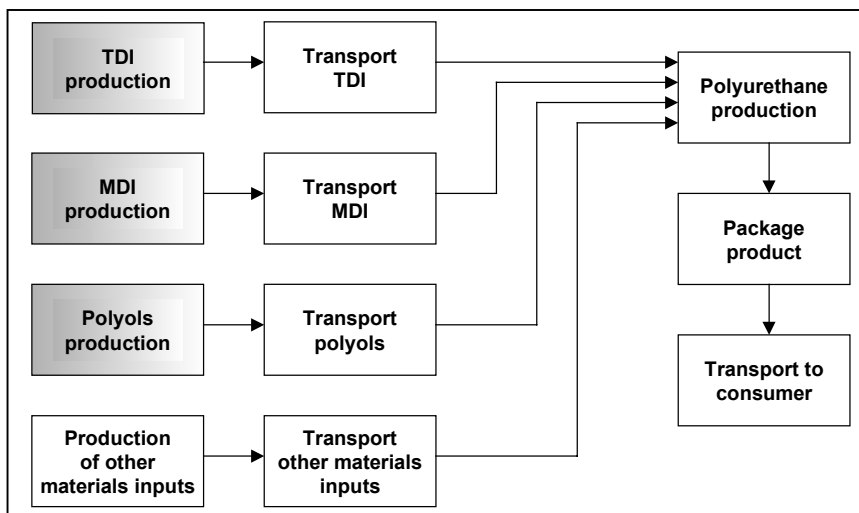 TDI
production
Transport
TDI
Polyurethane
production
MDI
production
Transport
MDI
Package
product
Polyols
production
Transport
polyols
Transport to
consumer
Production
of other
materials inputs
Transport
other materials
inputs